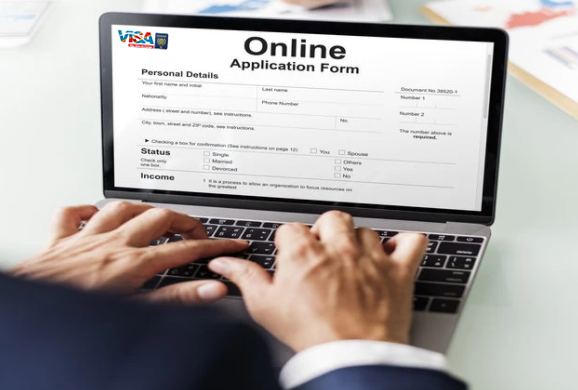 VISA
Online
Application Form
Personal Details
Document No 38520-1
Your first name and initial
Last name
Number 1
Nationality
Phone Number
Number 2
Address ( street and number), see instructions.
No.
The number above is
required.
City, town, street and ZIP code, see instructions.
Checking a box for confirmation (See instructions on page 12)
You
Spouse
Status
Check only
one box.
Single
Married
Devorced
Others
Yes
No
Income
1 It is a process to allow an organization to focus resources on
the greatest